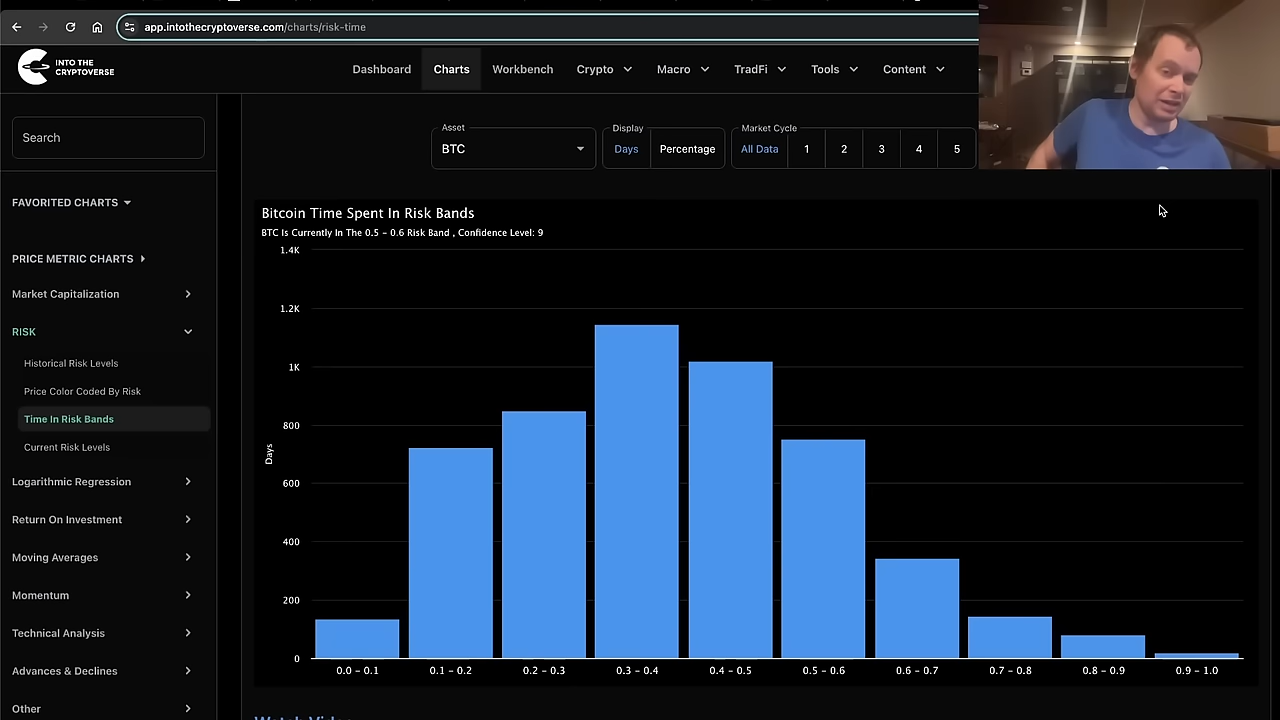 app.intothecryptoverse.com/charts/risk-time
INTO THE
CRYPTOVERSE
Dashboard
Charts
Workbench
Crypto
Macro
TradFi
Tools
Content
Search
FAVORITED CHARTS
PRICE METRIC CHARTS
Market Capitalization
RISK
Historical Risk Levels
Price Color Coded By Risk
Time In Risk Bands
Current Risk Levels
Logarithmic Regression
Return On Investment
Moving Averages
Momentum
Technical Analysis
Advances & Declines
Other
Asset
BTC
Display
Days
Percentage
Market Cycle
All Data
1
2
3
4
5
Bitcoin Time Spent In Risk Bands
BTC Is Currently In The 0.5 – 0.6 Risk Band , Confidence Level: 9
1.4K
1.2K
1K
800
600
400
200
0
Days
0.0 – 0.1
0.1 – 0.2
0.2 – 0.3
0.3 – 0.4
0.4 – 0.5
0.5 – 0.6
0.6 – 0.7
0.7 – 0.8
0.8 – 0.9
0.9 – 1.0